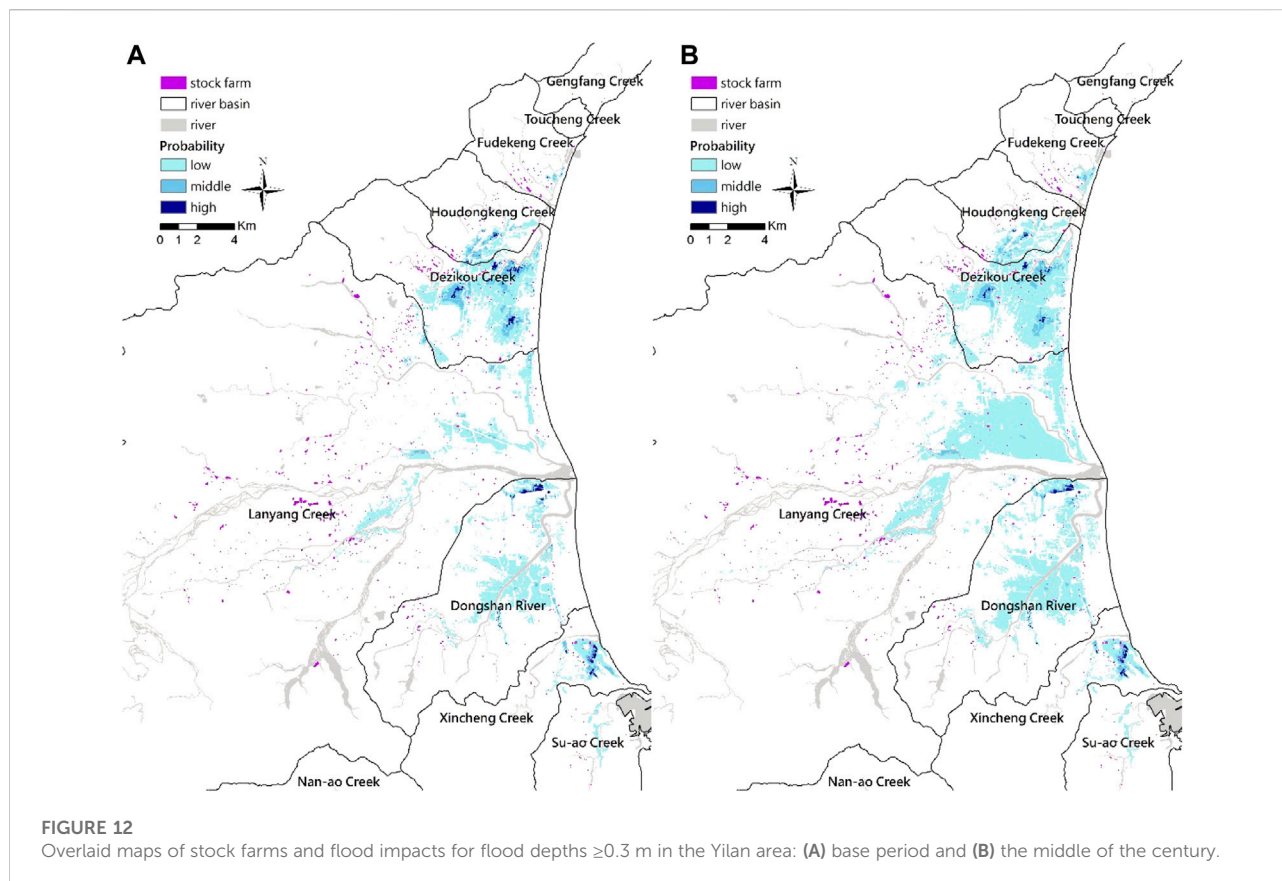 A
stock farm
river basin
river
Probability
low
middle
high
N
0 1 2 4 Km
Gengfang Creek
Toucheng Creek
Fudekeng Creek
Houdongkeng Creek
Dezikou Creek
Lanyang Creek
Dongshan River
Xincheng Creek
Su-ao Creek
Nan-ao Creek
B
stock farm
river basin
river
Probability
low
middle
high
N
0 1 2 4 Km
Gengfang Creek
Toucheng Creek
Fudekeng Creek
Houdongkeng Creek
Dezikou Creek
Lanyang Creek
Dongshan River
Xincheng Creek
Su-ao Creek
Nan-ao Creek
FIGURE 12
Overlaid maps of stock farms and flood impacts for flood depths ≥0.3 m in the Yilan area: (A) base period and (B) the middle of the century.